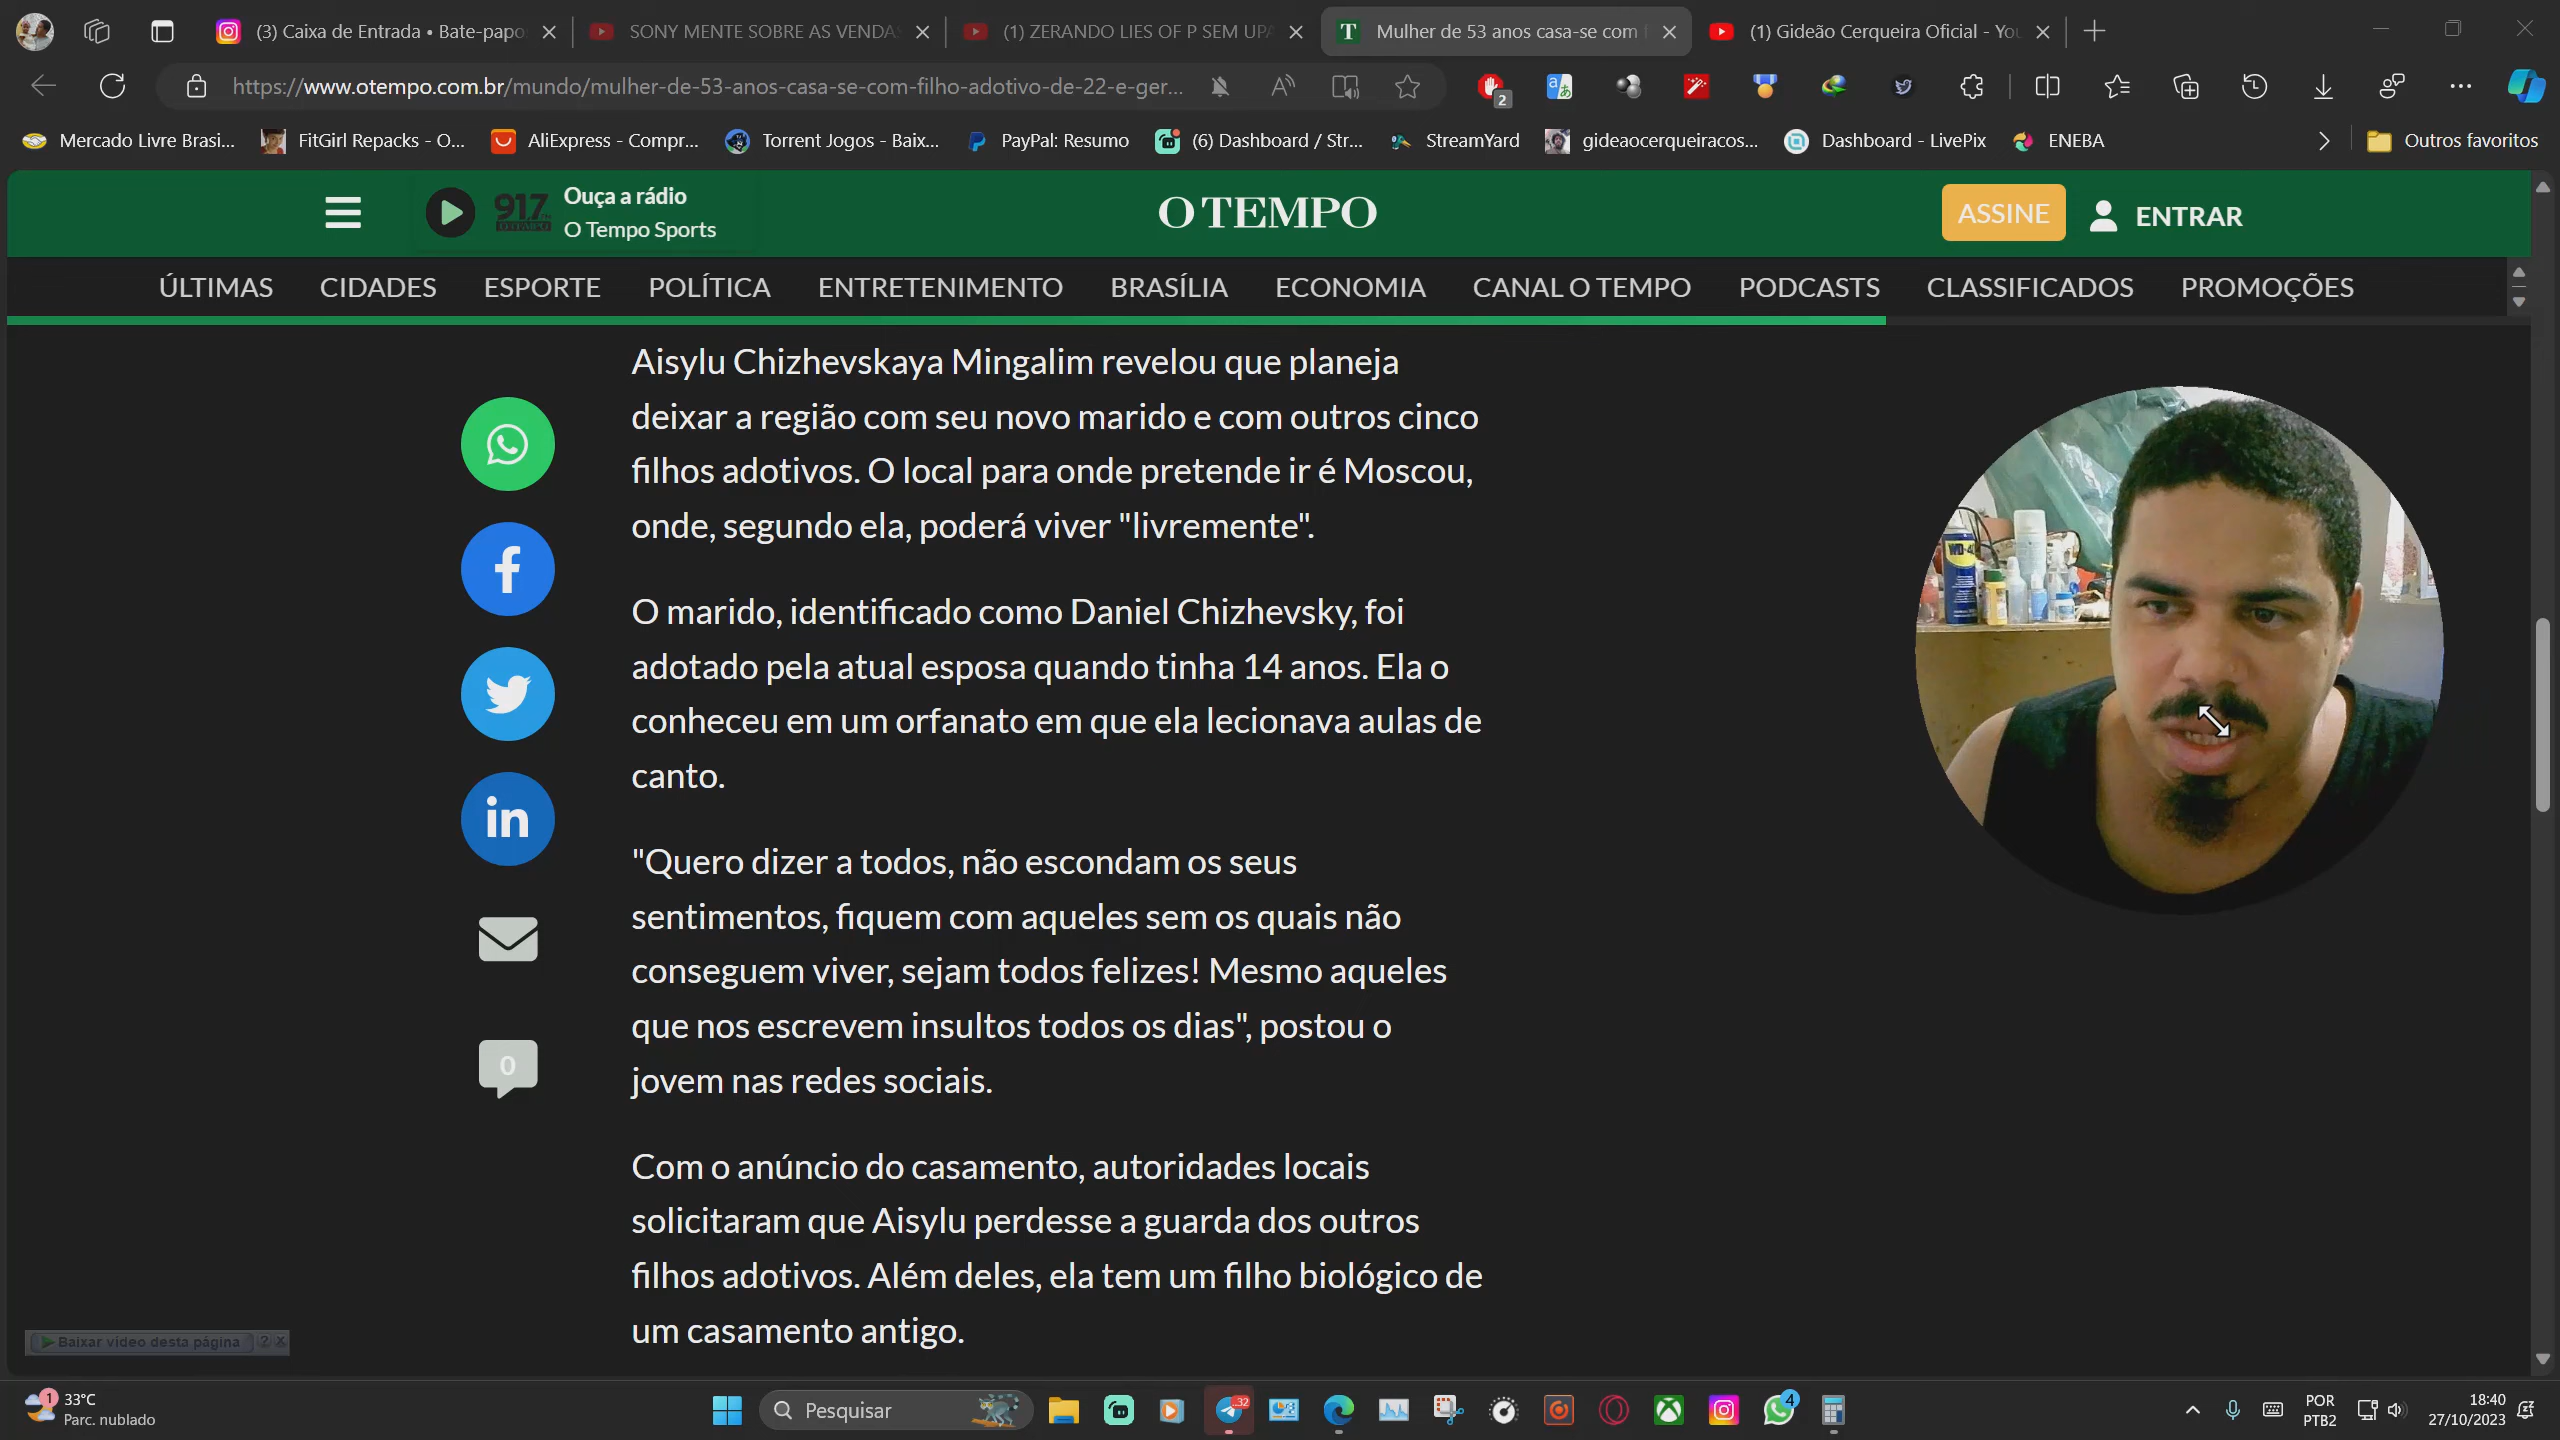 (3) Caixa de Entrada • Bate-papo
SONY MENTE SOBRE AS VENDAS
(1) ZERANDO LIES OF P SEM UPA
Mulher de 53 anos casa-se com f
(1) Gideão Cerqueira Oficial - You
https://www.otempo.com.br/mundo/mulher-de-53-anos-casa-se-com-filho-adotivo-de-22-e-ger...
2
Mercado Livre Brasi...
FitGirl Repacks - O...
AliExpress - Compr...
Torrent Jogos - Baix...
PayPal: Resumo
(6) Dashboard / Str...
StreamYard
gideaocerqueiracos...
Dashboard - LivePix
ENEBA
Outros favoritos
917
Ouça a rádio
O Tempo Sports
O TEMPO
ASSINE
ENTRAR
ÚLTIMAS
CIDADES
ESPORTE
POLÍTICA
ENTRETENIMENTO
BRASÍLIA
ECONOMIA
CANAL O TEMPO
PODCASTS
CLASSIFICADOS
PROMOÇÕES
Aisylu Chizhevskaya Mingalim revelou que planeja
deixar a região com seu novo marido e com outros cinco
filhos adotivos. O local para onde pretende ir é Moscou,
onde, segundo ela, poderá viver "livremente".
O marido, identificado como Daniel Chizhevsky, foi
adotado pela atual esposa quando tinha 14 anos. Ela o
conheceu em um orfanato em que ela lecionava aulas de
canto.
"Quero dizer a todos, não escondam os seus
sentimentos, fiquem com aqueles sem os quais não
conseguem viver, sejam todos felizes! Mesmo aqueles
que nos escrevem insultos todos os dias", postou o
jovem nas redes sociais.
Com o anúncio do casamento, autoridades locais
solicitaram que Aisylu perdesse a guarda dos outros
filhos adotivos. Além deles, ela tem um filho biológico de
um casamento antigo.
0
WD-40
Baixar vídeo desta página
1
33°C
Parc. nublado
Pesquisar
..32
4
POR
PTB2
18:40
27/10/2023